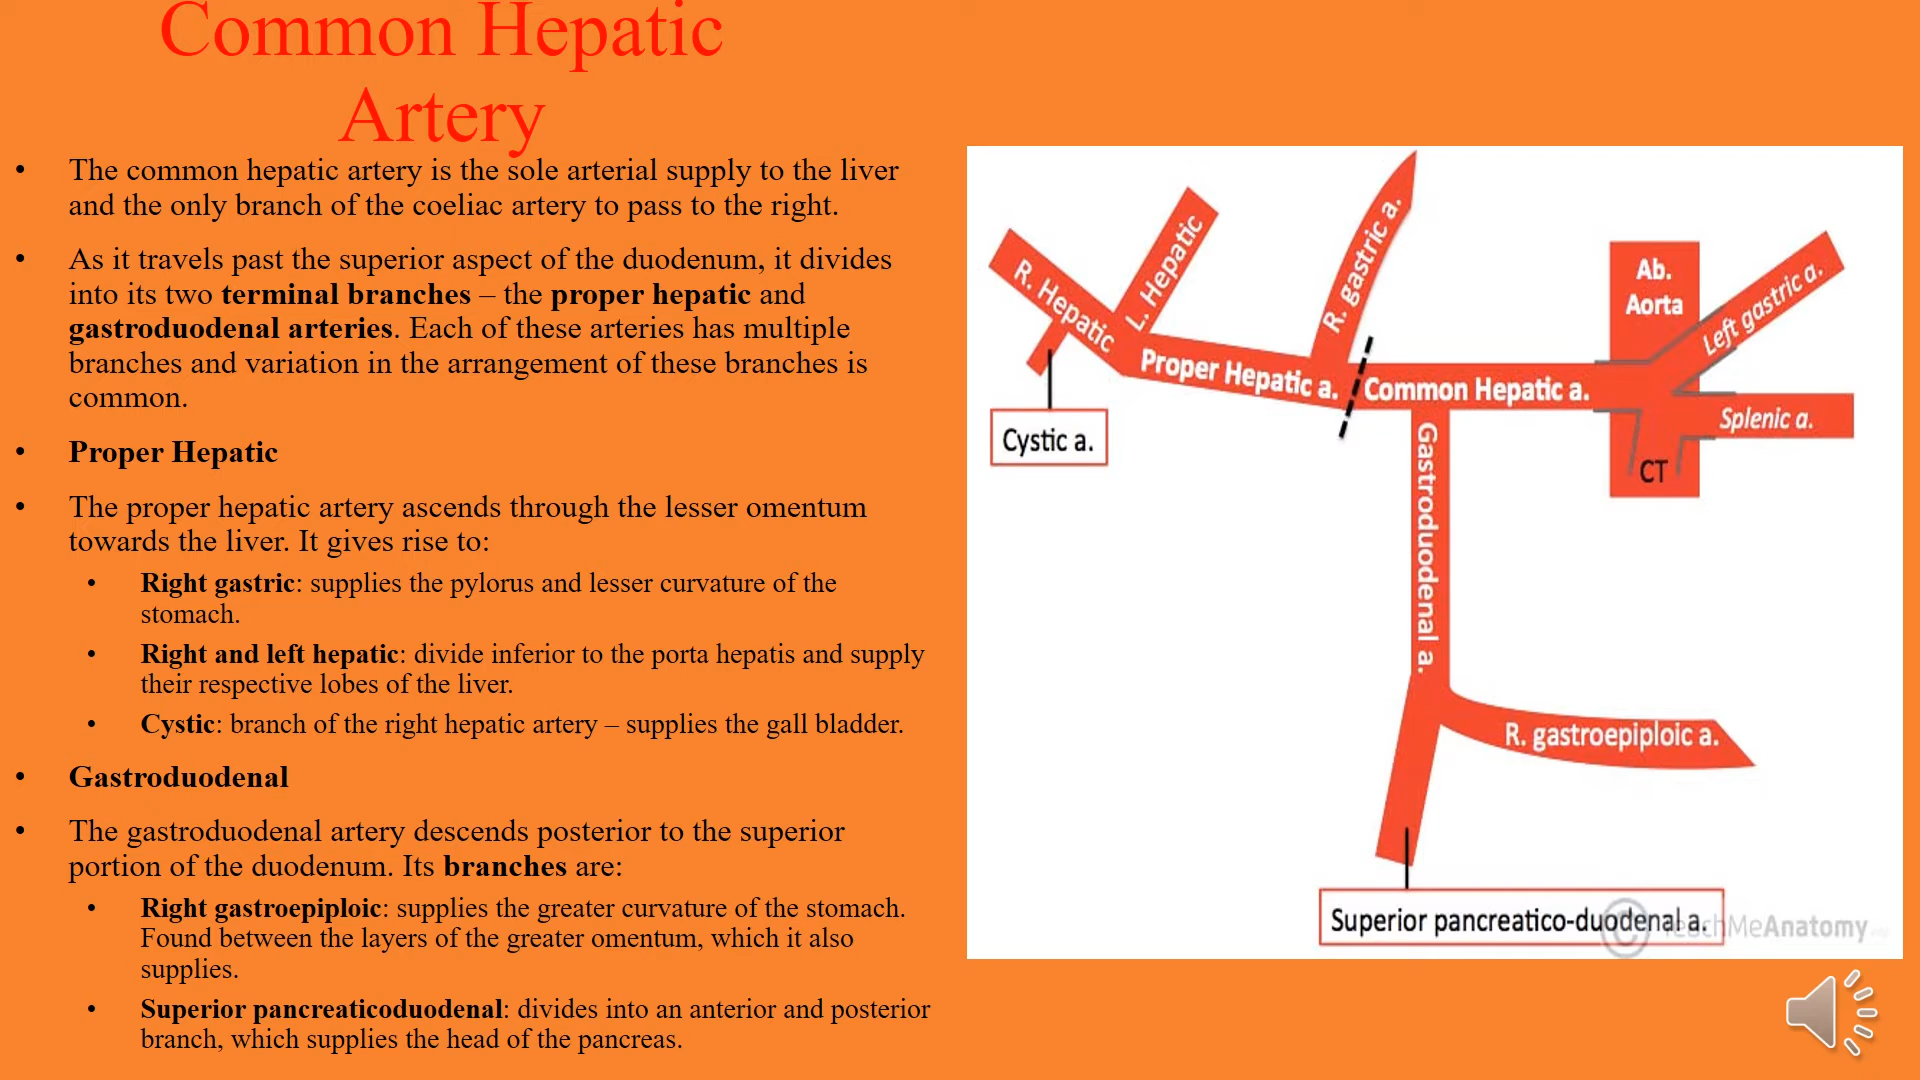 Common Hepatic
Artery
• The common hepatic artery is the sole arterial supply to the liver
and the only branch of the coeliac artery to pass to the right.
• As it travels past the superior aspect of the duodenum, it divides
into its two terminal branches – the proper hepatic and
gastroduodenal arteries. Each of these arteries has multiple
branches and variation in the arrangement of these branches is
common.
• Proper Hepatic
• The proper hepatic artery ascends through the lesser omentum
towards the liver. It gives rise to:
• Right gastric: supplies the pylorus and lesser curvature of the
stomach.
• Right and left hepatic: divide inferior to the porta hepatis and supply
their respective lobes of the liver.
• Cystic: branch of the right hepatic artery – supplies the gall bladder.
• Gastroduodenal
• The gastroduodenal artery descends posterior to the superior
portion of the duodenum. Its branches are:
• Right gastroepiploic: supplies the greater curvature of the stomach.
Found between the layers of the greater omentum, which it also
supplies.
• Superior pancreaticoduodenal: divides into an anterior and posterior
branch, which supplies the head of the pancreas.
R. Hepatic
L. Hepatic
R. gastric a.
Ab.
Aorta
Left gastric a.
Proper Hepatic a.
Common Hepatic a.
Splenic a.
Cystic a.
CT
Gastroduodenal a.
R. gastroepiploic a.
Superior pancreatico-duodenal a.
© TeachMeAnatomy